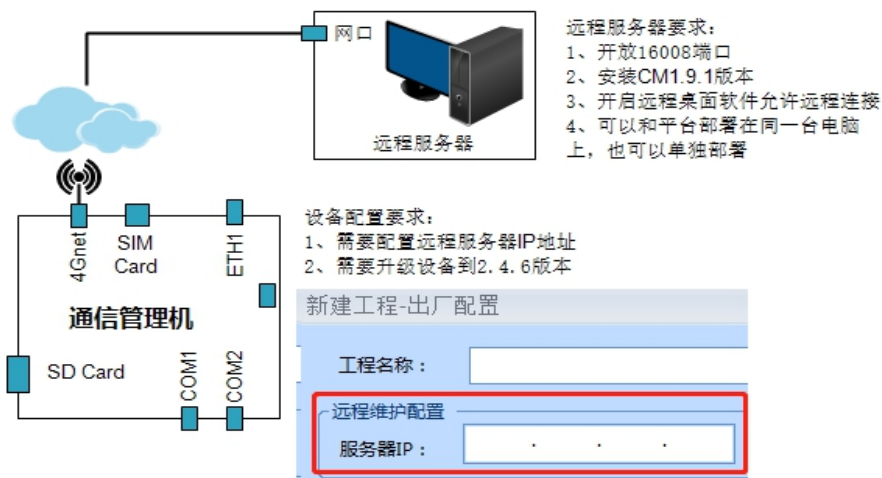 网口
远程服务器
远程服务器要求：
1、开放16008端口
2、安装CM1.9.1版本
3、开启远程桌面软件允许远程连接
4、可以和平台部署在同一台电脑
上，也可以单独部署
4Gnet
SIM
Card
ETH1
通信管理机
SD Card
COM1
COM2
设备配置要求：
1、需要配置远程服务器IP地址
2、需要升级设备到2.4.6版本
新建工程-出厂配置
工程名称：
远程维护配置
服务器IP：